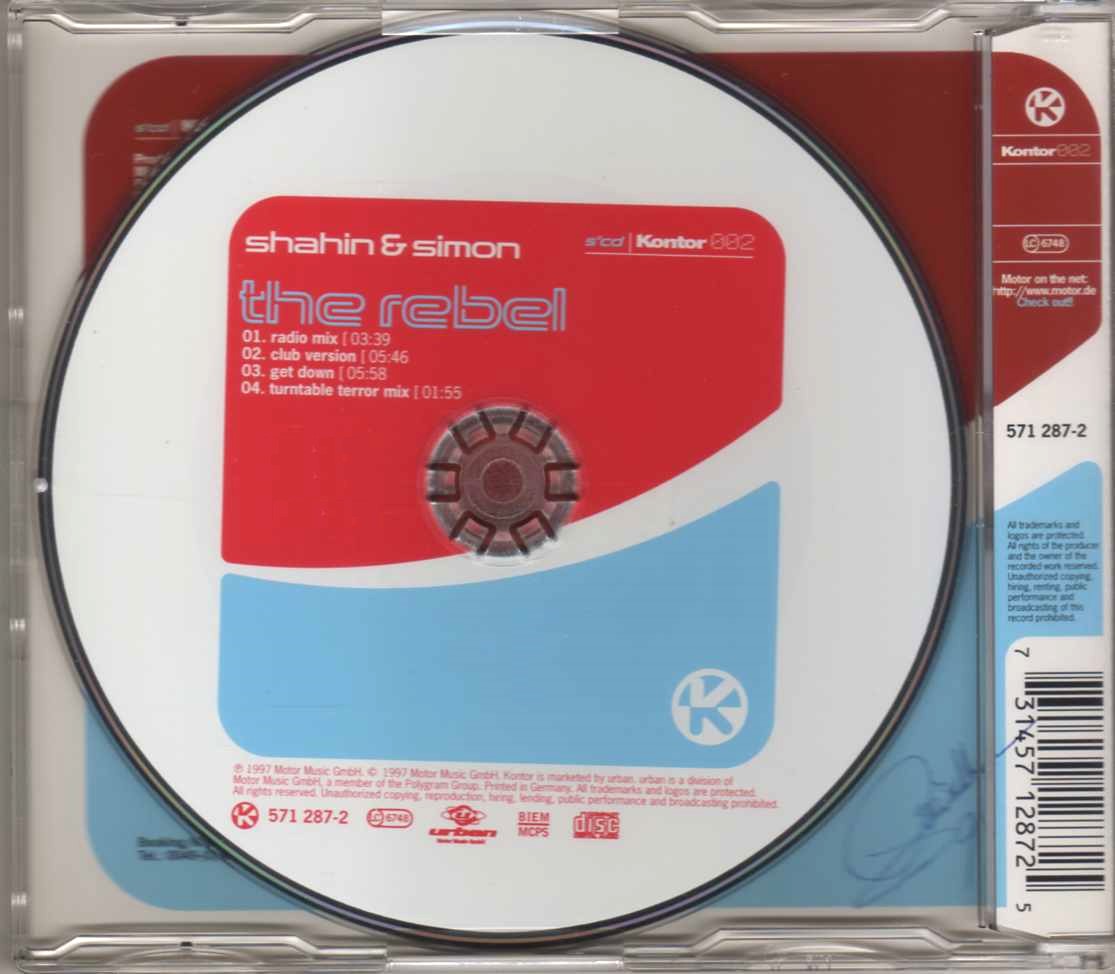 shahin & simon
s'cd | Kontor 002
the rebel
01. radio mix [ 03:39
02. club version [ 05:46
03. get down [ 05:58
04. turntable terror mix [ 01:55
℗ 1997 Motor Music GmbH. © 1997 Motor Music GmbH. Kontor is marketed by urban. urban is a division of
Motor Music GmbH, a member of the Polygram Group. Printed in Germany. All trademarks and logos are protected.
All rights reserved. Unauthorized copying, reproduction, hiring, lending, public performance and broadcasting prohibited.
571 287-2
LC 6748
urban
Motor Music GmbH
BIEM
MCPS
disc
Kontor 002
LC 6748
Motor on the net:
http://www.motor.de
Check out!!
571 287-2
All trademarks and
logos are protected.
All rights of the producer
and the owner of the
recorded work reserved.
Unauthorized copying,
hiring, renting, public
performance and
broadcasting of this
record prohibited.
7 31457 12872 5